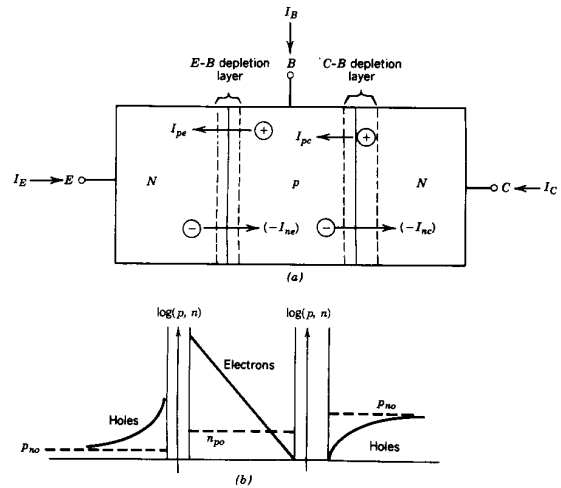 I_B
E-B depletion layer
B
C-B depletion layer
I_pe
+
I_pc
+
I_E
E
N
p
N
C
I_C
−
(−I_ne)
−
(−I_nc)
(a)
log(p, n)
log(p, n)
Electrons
Holes
p_no
n_po
p_no
Holes
(b)